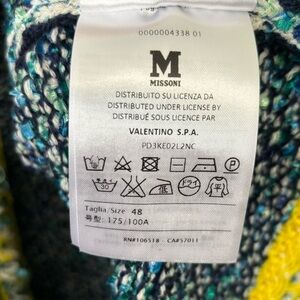 0000004338 01
M
MISSONI
DISTRIBUITO SU LICENZA DA
DISTRIBUTED UNDER LICENSE BY
DISTRIBUÉ SOUS LICENCE PAR
VALENTINO S.P.A.
PD3KE02L2NC
30
Taglia/Size 48
号型: 175/100A
RN#106518 - CA#57011